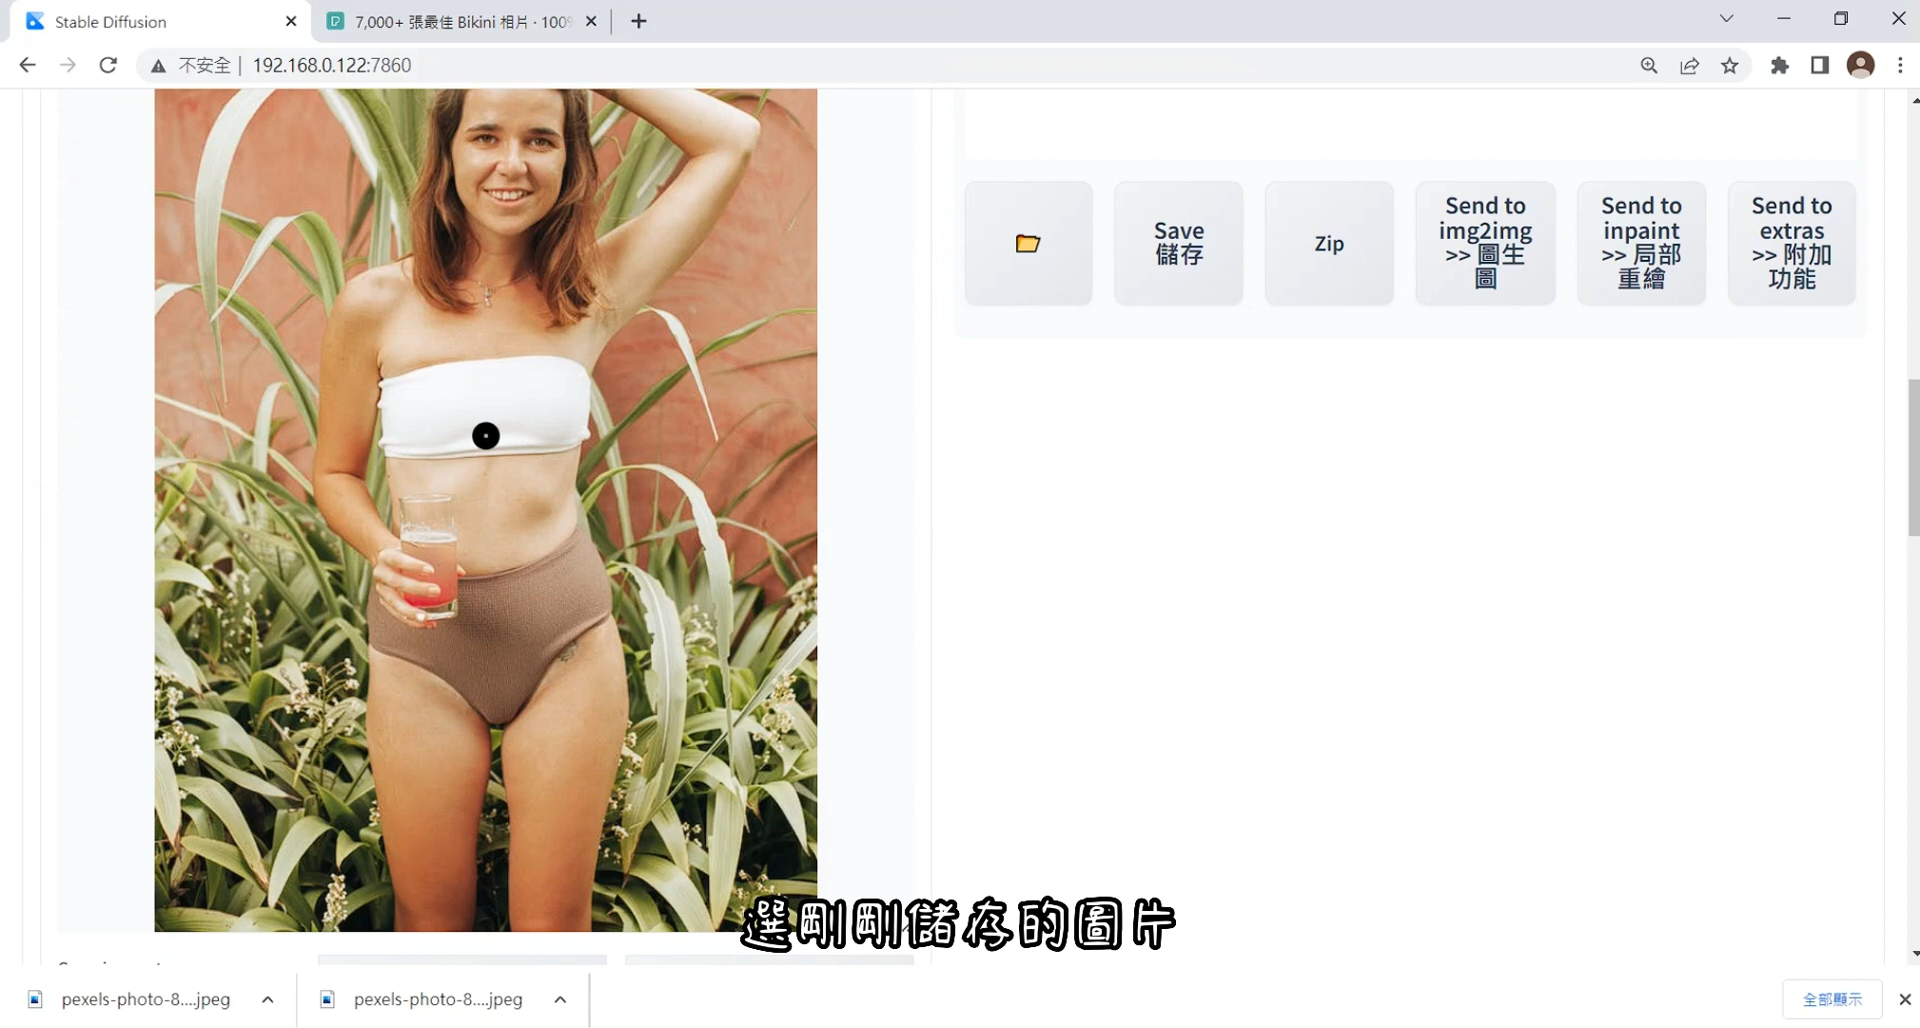 Stable Diffusion
7,000+ 張最佳 Bikini 相片 · 100%
不安全 | 192.168.0.122:7860
Save
儲存
Zip
Send to
img2img
>> 圖生
圖
Send to
inpaint
>> 局部
重繪
Send to
extras
>> 附加
功能
選剛剛儲存的圖片
pexels-photo-8....jpeg
pexels-photo-8....jpeg
全部顯示